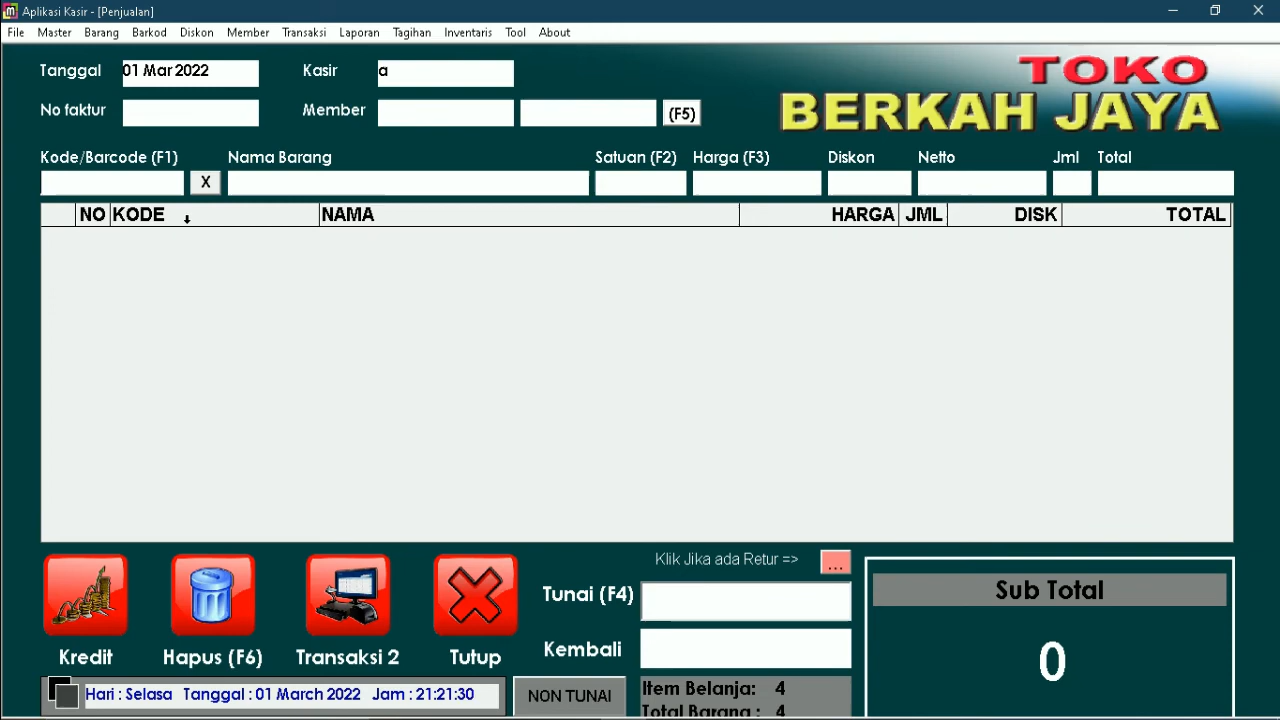 Aplikasi Kasir - [Penjualan]
File Master Barang Barkod Diskon Member Transaksi Laporan Tagihan Inventaris Tool About
Tanggal 01 Mar 2022 Kasir a
TOKO
BERKAH JAYA
No faktur Member (F5)
Kode/Barcode (F1) Nama Barang Satuan (F2) Harga (F3) Diskon Netto Jml Total
X
NO KODE NAMA HARGA JML DISK TOTAL
Klik Jika ada Retur => ...
Tunai (F4)
Sub Total
Kembali
0
Kredit Hapus (F6) Transaksi 2 Tutup
Hari : Selasa Tanggal : 01 March 2022 Jam : 21:21:30
NON TUNAI
Item Belanja: 4
Total Barang : 4